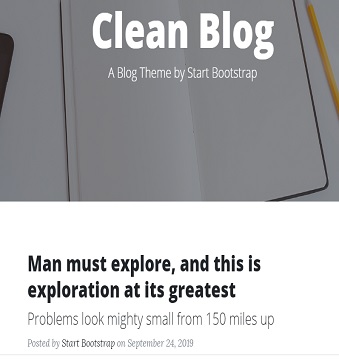 Clean Blog
A Blog Theme by Start Bootstrap
Man must explore, and this is
exploration at its greatest
Problems look mighty small from 150 miles up
Posted by Start Bootstrap on September 24, 2019